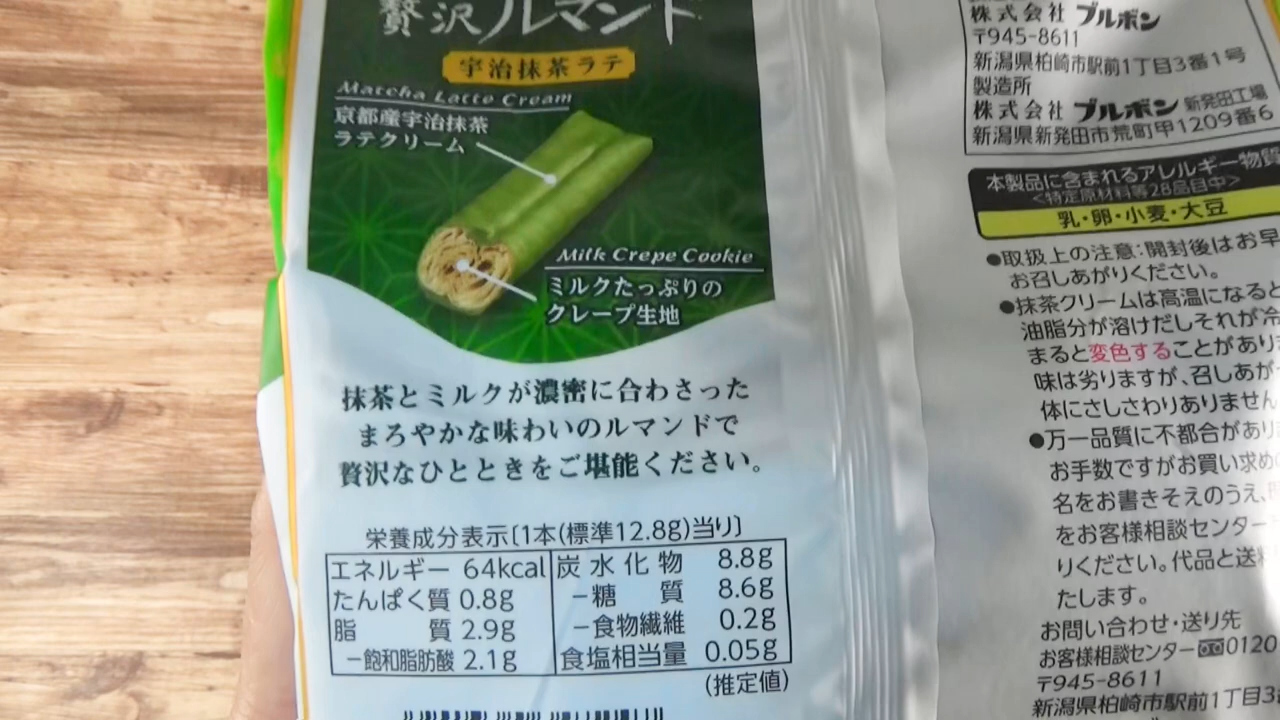 贅沢ルマンド
宇治抹茶ラテ
Matcha Latte Cream
京都産宇治抹茶
ラテクリーム
Milk Crepe Cookie
ミルクたっぷりの
クレープ生地
抹茶とミルクが濃密に合わさった
まろやかな味わいのルマンドで
贅沢なひとときをご堪能ください。
栄養成分表示〔1本(標準12.8g)当り〕
エネルギー 64kcal 炭水化物 8.8g
たんぱく質 0.8g −糖質 8.6g
脂質 2.9g −食物繊維 0.2g
−飽和脂肪酸 2.1g 食塩相当量 0.05g
(推定値)
株式会社 ブルボン
〒945-8611
新潟県柏崎市駅前1丁目3番1号
製造所
株式会社 ブルボン 新発田工場
新潟県新発田市荒町甲1209番6
本製品に含まれるアレルギー物質
<特定原材料等28品目中>
乳・卵・小麦・大豆
●取扱上の注意:開封後はお早
お召しあがりください。
●抹茶クリームは高温になると
油脂分が溶けだしそれが冷
まると変色することがあり
味は劣りますが、召しあが
体にさしさわりありません
●万一品質に不都合があり
お手数ですがお買い求め
名をお書きそえのうえ、
をお客様相談センター
りください。代品と送料
たします。
お問い合わせ・送り先
お客様相談センター 0120
〒945-8611
新潟県柏崎市駅前1丁目3